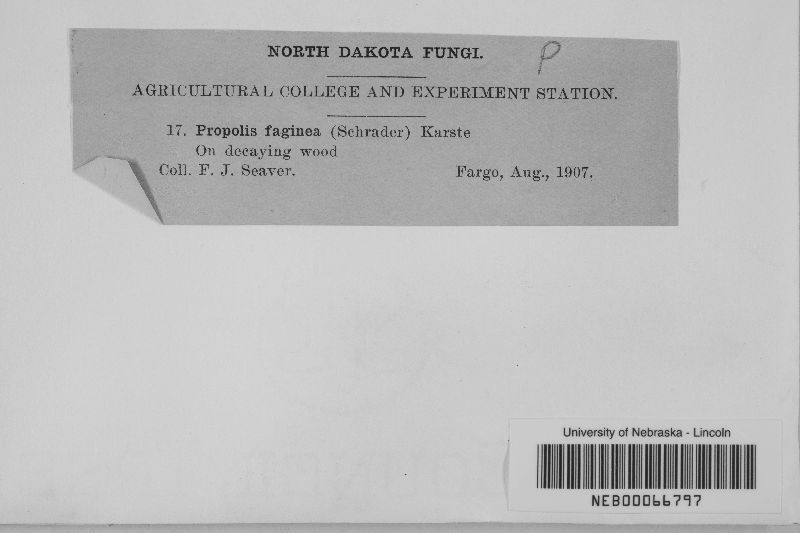 NORTH DAKOTA FUNGI.
P
AGRICULTURAL COLLEGE AND EXPERIMENT STATION.
17. Propolis faginea (Schrader) Karste
On decaying wood
Coll. F. J. Seaver. Fargo, Aug., 1907.
University of Nebraska - Lincoln
NEB00066797